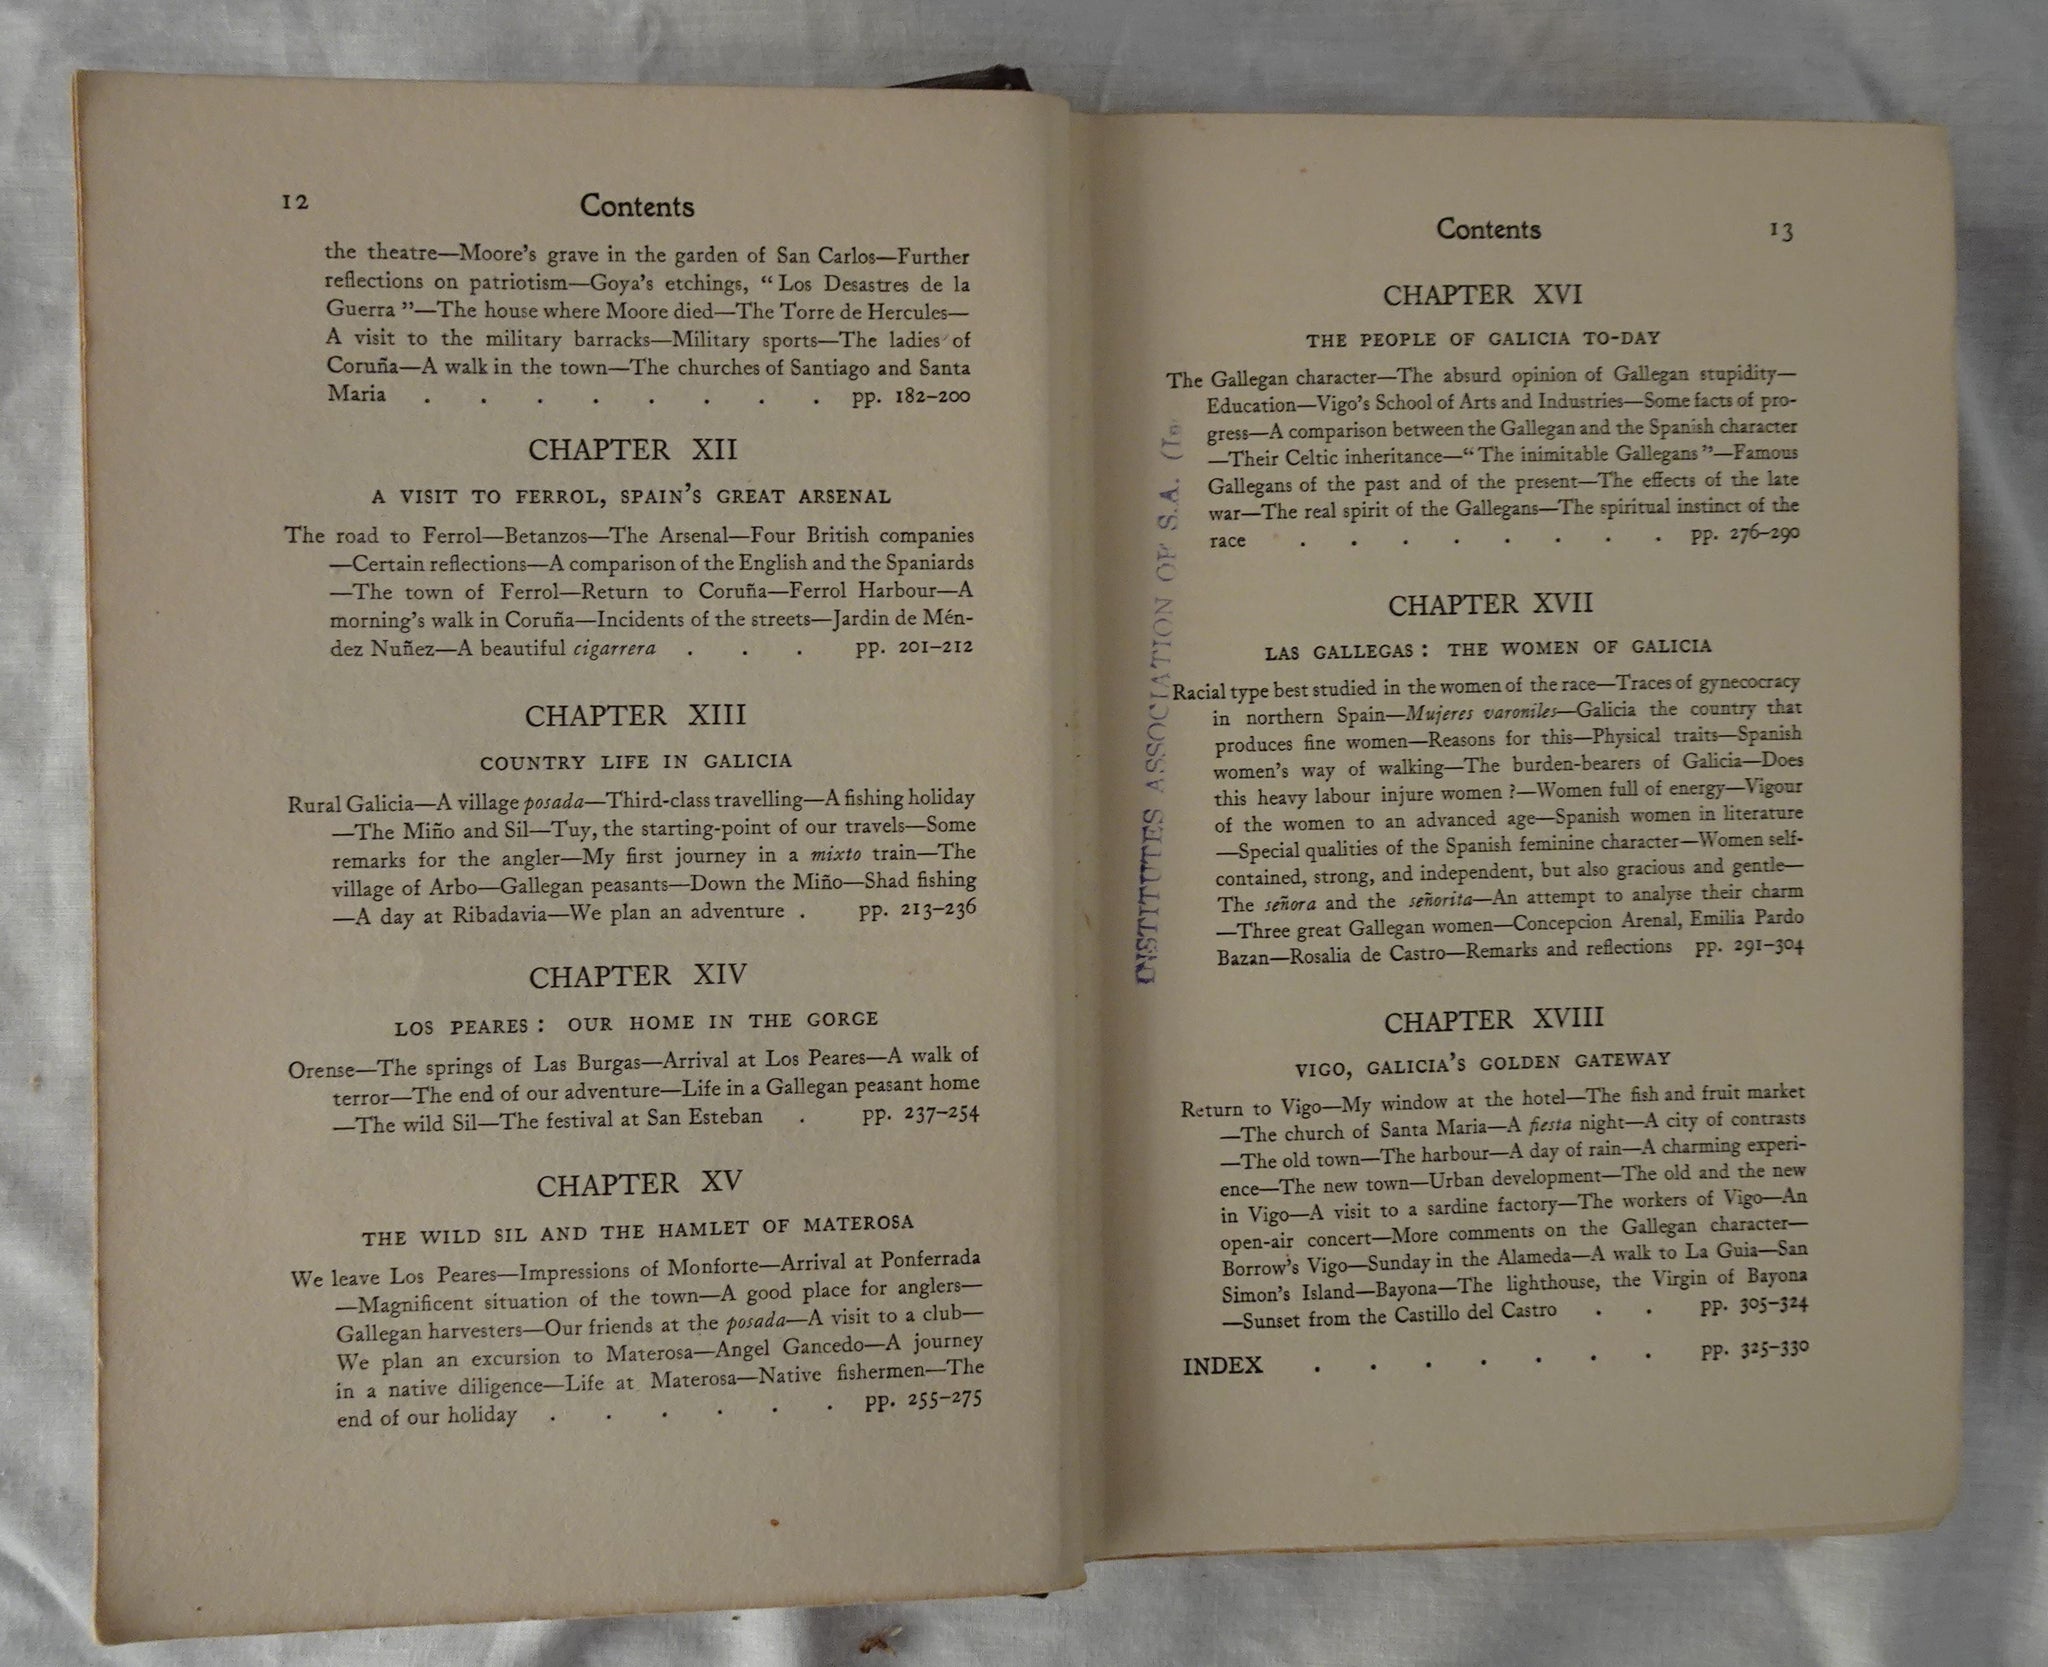 12
Contents
the theatre—Moore's grave in the garden of San Carlos—Further
reflections on patriotism—Goya's etchings, “ Los Desastres de la
Guerra ”—The house where Moore died—The Torre de Hercules—
A visit to the military barracks—Military sports—The ladies of
Coruña—A walk in the town—The churches of Santiago and Santa
Maria . . . . . . . . pp. 182–200
CHAPTER XII
A VISIT TO FERROL, SPAIN'S GREAT ARSENAL
The road to Ferrol—Betanzos—The Arsenal—Four British companies
—Certain reflections—A comparison of the English and the Spaniards
—The town of Ferrol—Return to Coruña—Ferrol Harbour—A
morning's walk in Coruña—Incidents of the streets—Jardin de Mén-
dez Nuñez—A beautiful cigarrera . . . pp. 201–212
CHAPTER XIII
COUNTRY LIFE IN GALICIA
Rural Galicia—A village posada—Third-class travelling—A fishing holiday
—The Miño and Sil—Tuy, the starting-point of our travels—Some
remarks for the angler—My first journey in a mixto train—The
village of Arbo—Gallegan peasants—Down the Miño—Shad fishing
—A day at Ribadavia—We plan an adventure . pp. 213–236
CHAPTER XIV
LOS PEARES : OUR HOME IN THE GORGE
Orense—The springs of Las Burgas—Arrival at Los Peares—A walk of
terror—The end of our adventure—Life in a Gallegan peasant home
—The wild Sil—The festival at San Esteban . pp. 237–254
CHAPTER XV
THE WILD SIL AND THE HAMLET OF MATEROSA
We leave Los Peares—Impressions of Monforte—Arrival at Ponferrada
—Magnificent situation of the town—A good place for anglers—
Gallegan harvesters—Our friends at the posada—A visit to a club—
We plan an excursion to Materosa—Angel Gancedo—A journey
in a native diligence—Life at Materosa—Native fishermen—The
end of our holiday . . . . . . pp. 255–275
Contents
13
CHAPTER XVI
THE PEOPLE OF GALICIA TO-DAY
The Gallegan character—The absurd opinion of Gallegan stupidity—
Education—Vigo's School of Arts and Industries—Some facts of pro-
gress—A comparison between the Gallegan and the Spanish character
—Their Celtic inheritance—“ The inimitable Gallegans ”—Famous
Gallegans of the past and of the present—The effects of the late
war—The real spirit of the Gallegans—The spiritual instinct of the
race . . . . . . . . pp. 276–290
CHAPTER XVII
LAS GALLEGAS : THE WOMEN OF GALICIA
Racial type best studied in the women of the race—Traces of gynecocracy
in northern Spain—Mujeres varoniles—Galicia the country that
produces fine women—Reasons for this—Physical traits—Spanish
women's way of walking—The burden-bearers of Galicia—Does
this heavy labour injure women ?—Women full of energy—Vigour
of the women to an advanced age—Spanish women in literature
—Special qualities of the Spanish feminine character—Women self-
contained, strong, and independent, but also gracious and gentle—
The señora and the señorita—An attempt to analyse their charm
—Three great Gallegan women—Concepcion Arenal, Emilia Pardo
Bazan—Rosalia de Castro—Remarks and reflections pp. 291–304
CHAPTER XVIII
VIGO, GALICIA'S GOLDEN GATEWAY
Return to Vigo—My window at the hotel—The fish and fruit market
—The church of Santa Maria—A fiesta night—A city of contrasts
—The old town—The harbour—A day of rain—A charming experi-
ence—The new town—Urban development—The old and the new
in Vigo—A visit to a sardine factory—The workers of Vigo—An
open-air concert—More comments on the Gallegan character—
Borrow's Vigo—Sunday in the Alameda—A walk to La Guia—San
Simon's Island—Bayona—The lighthouse, the Virgin of Bayona
—Sunset from the Castillo del Castro . . pp. 305–324
INDEX . . . . . . . pp. 325–330
INSTITUTES ASSOCIATION OF S.A.